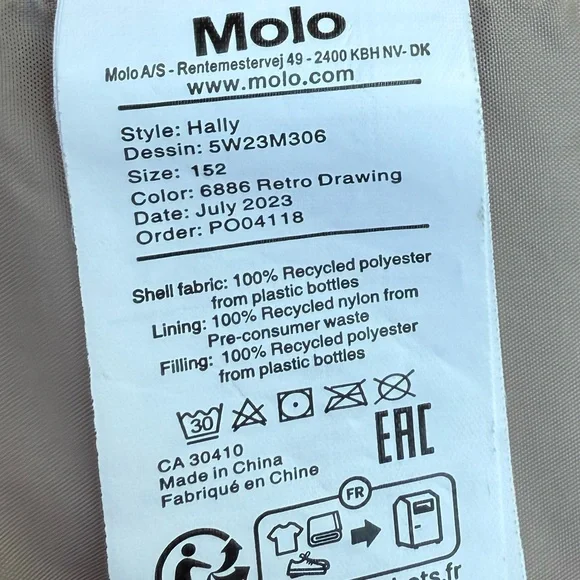 Molo
Molo A/S - Rentemestervej 49 - 2400 KBH NV- DK
www.molo.com
Style: Hally
Dessin: 5W23M306
Size: 152
Color: 6886 Retro Drawing
Date: July 2023
Order: PO04118
Shell fabric: 100% Recycled polyester
from plastic bottles
Lining: 100% Recycled nylon from
Pre-consumer waste
Filling: 100% Recycled polyester
from plastic bottles
30
EAC
CA 30410
Made in China
Fabriqué en Chine
FR